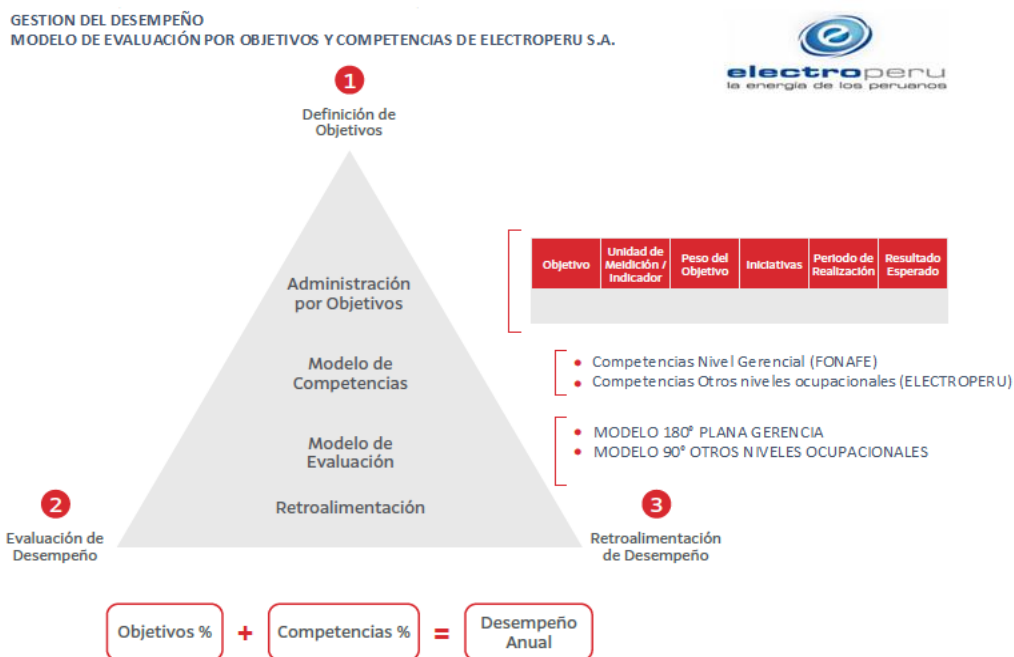 GESTION DEL DESEMPEÑO
MODELO DE EVALUACIÓN POR OBJETIVOS Y COMPETENCIAS DE ELECTROPERU S.A.
electroperu
la energía de los peruanos
1
Definición de
Objetivos
Administración
por Objetivos
Objetivo
Unidad de
Meidición /
Indicador
Peso del
Objetivo
Iniciativas
Periodo de
Realización
Resultado
Esperado
Modelo de
Competencias
• Competencias Nivel Gerencial (FONAFE)
• Competencias Otros niveles ocupacionales (ELECTROPERU)
Modelo de
Evaluación
• MODELO 180° PLANA GERENCIA
• MODELO 90° OTROS NIVELES OCUPACIONALES
Retroalimentación
2
Evaluación de
Desempeño
3
Retroalimentación
de Desempeño
Objetivos %
+
Competencias %
=
Desempeño
Anual